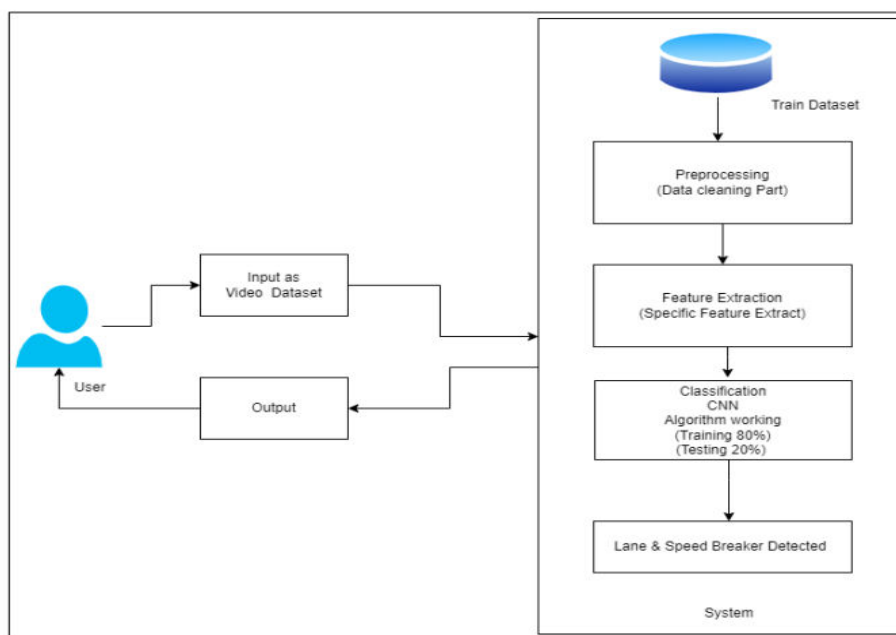 Train Dataset
Preprocessing
(Data cleaning Part)
Input as
Video Dataset
Feature Extraction
(Specific Feature Extract)
User
Output
Classification
CNN
Algorithm working
(Training 80%)
(Testing 20%)
Lane & Speed Breaker Detected
System